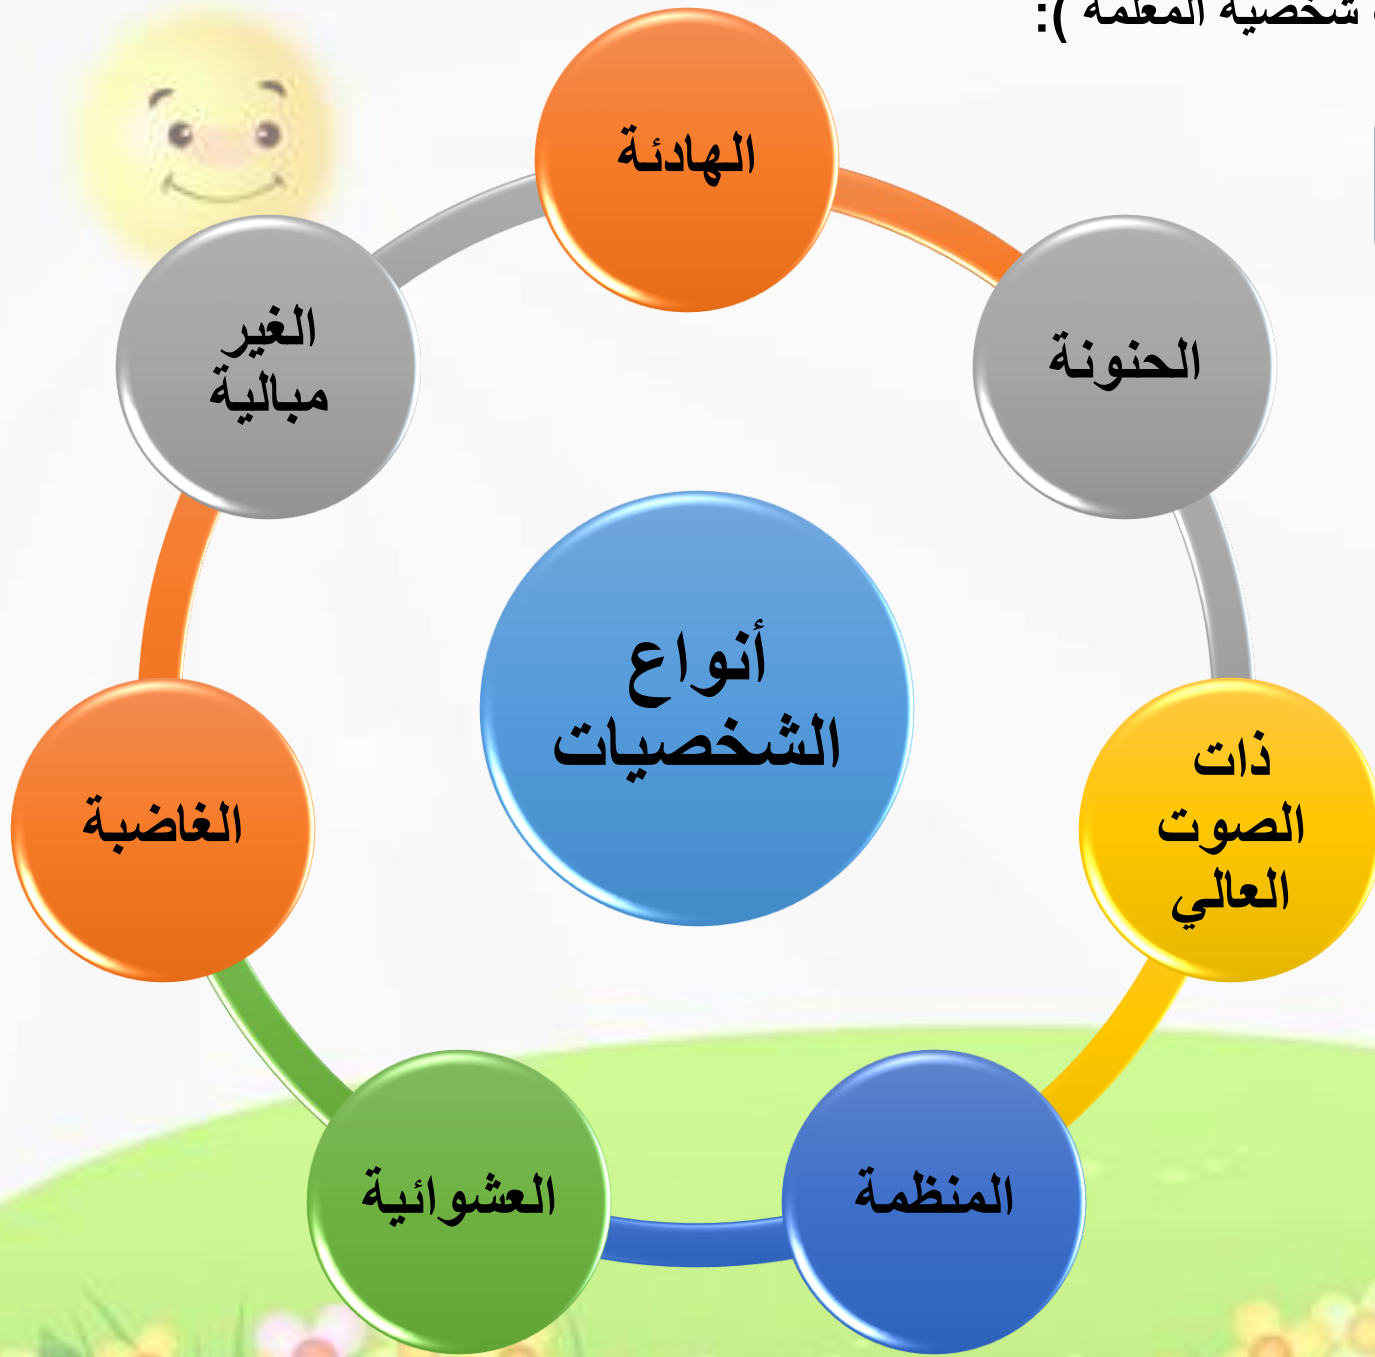 شخصية المعلمة ):
الهادئة
الحنونة
ذات
الصوت
العالي
المنظمة
العشوائية
الغاضبة
الغير
مبالية
أنواع
الشخصيات